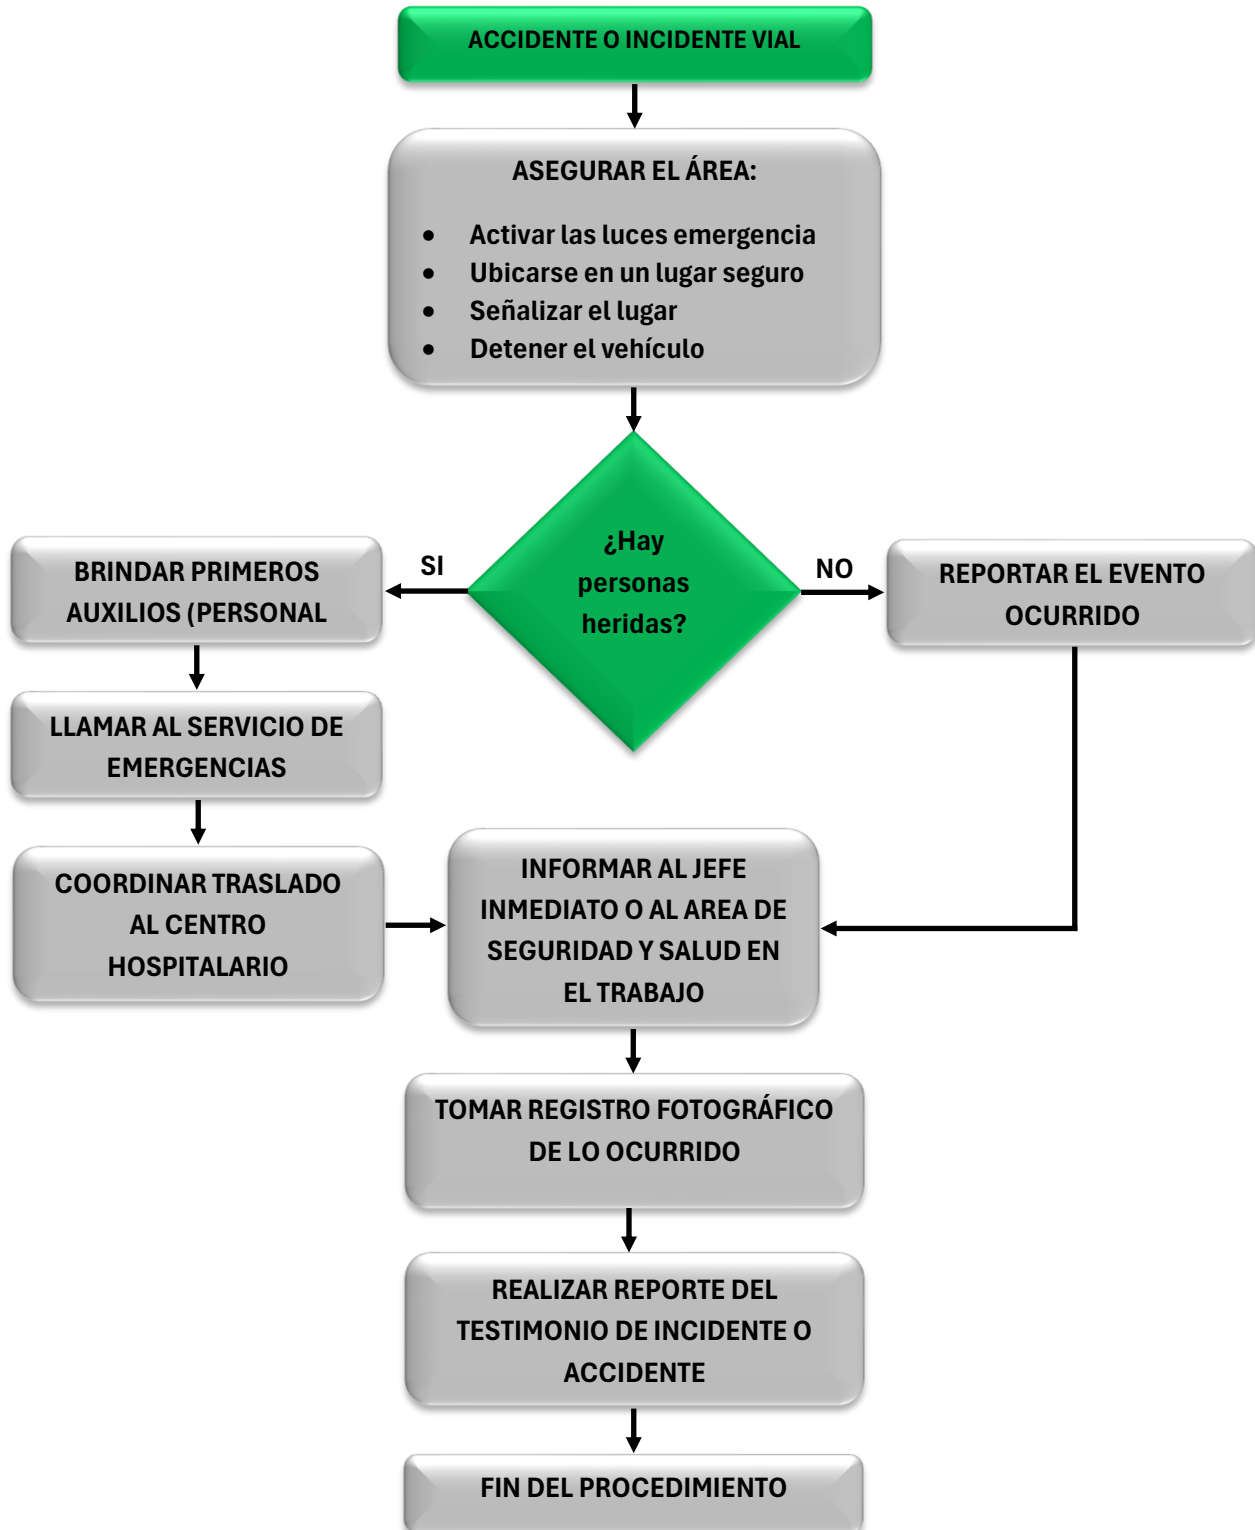 ACCIDENTE O INCIDENTE VIAL
ASEGURAR EL ÁREA:
• Activar las luces emergencia
• Ubicarse en un lugar seguro
• Señalizar el lugar
• Detener el vehículo
¿Hay
personas
heridas?
SI
NO
BRINDAR PRIMEROS
AUXILIOS (PERSONAL
REPORTAR EL EVENTO
OCURRIDO
LLAMAR AL SERVICIO DE
EMERGENCIAS
COORDINAR TRASLADO
AL CENTRO
HOSPITALARIO
INFORMAR AL JEFE
INMEDIATO O AL AREA DE
SEGURIDAD Y SALUD EN
EL TRABAJO
TOMAR REGISTRO FOTOGRÁFICO
DE LO OCURRIDO
REALIZAR REPORTE DEL
TESTIMONIO DE INCIDENTE O
ACCIDENTE
FIN DEL PROCEDIMIENTO